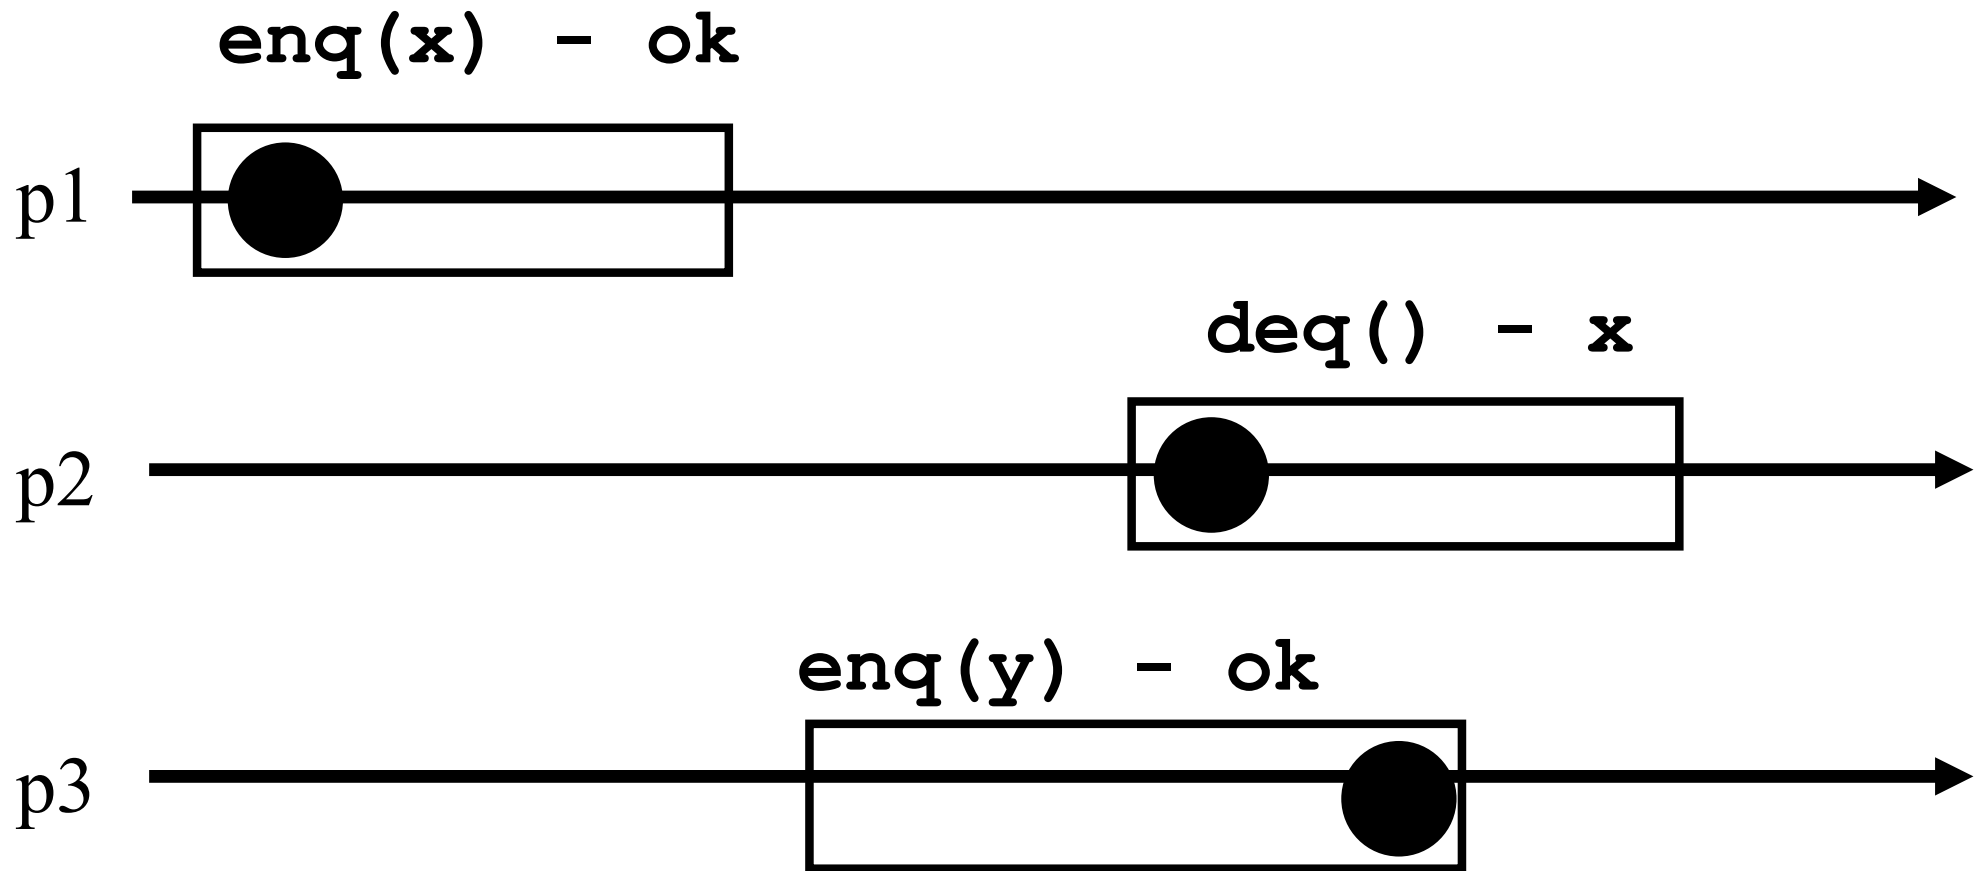 enq(x) - ok
p1
deq() - x
p2
enq(y) - ok
p3